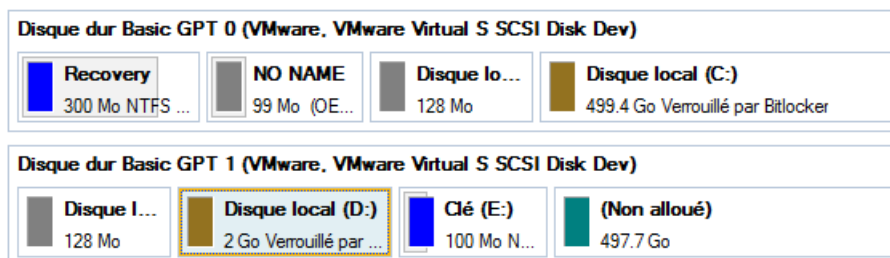 Disque dur Basic GPT 0 (VMware, VMware Virtual S SCSI Disk Dev)
Recovery
300 Mo NTFS ...
NO NAME
99 Mo (OE...
Disque lo...
128 Mo
Disque local (C:)
499.4 Go Verrouillé par Bitlocker
Disque dur Basic GPT 1 (VMware, VMware Virtual S SCSI Disk Dev)
Disque l...
128 Mo
Disque local (D:)
2 Go Verrouillé par ...
Clé (E:)
100 Mo N...
(Non alloué)
497.7 Go